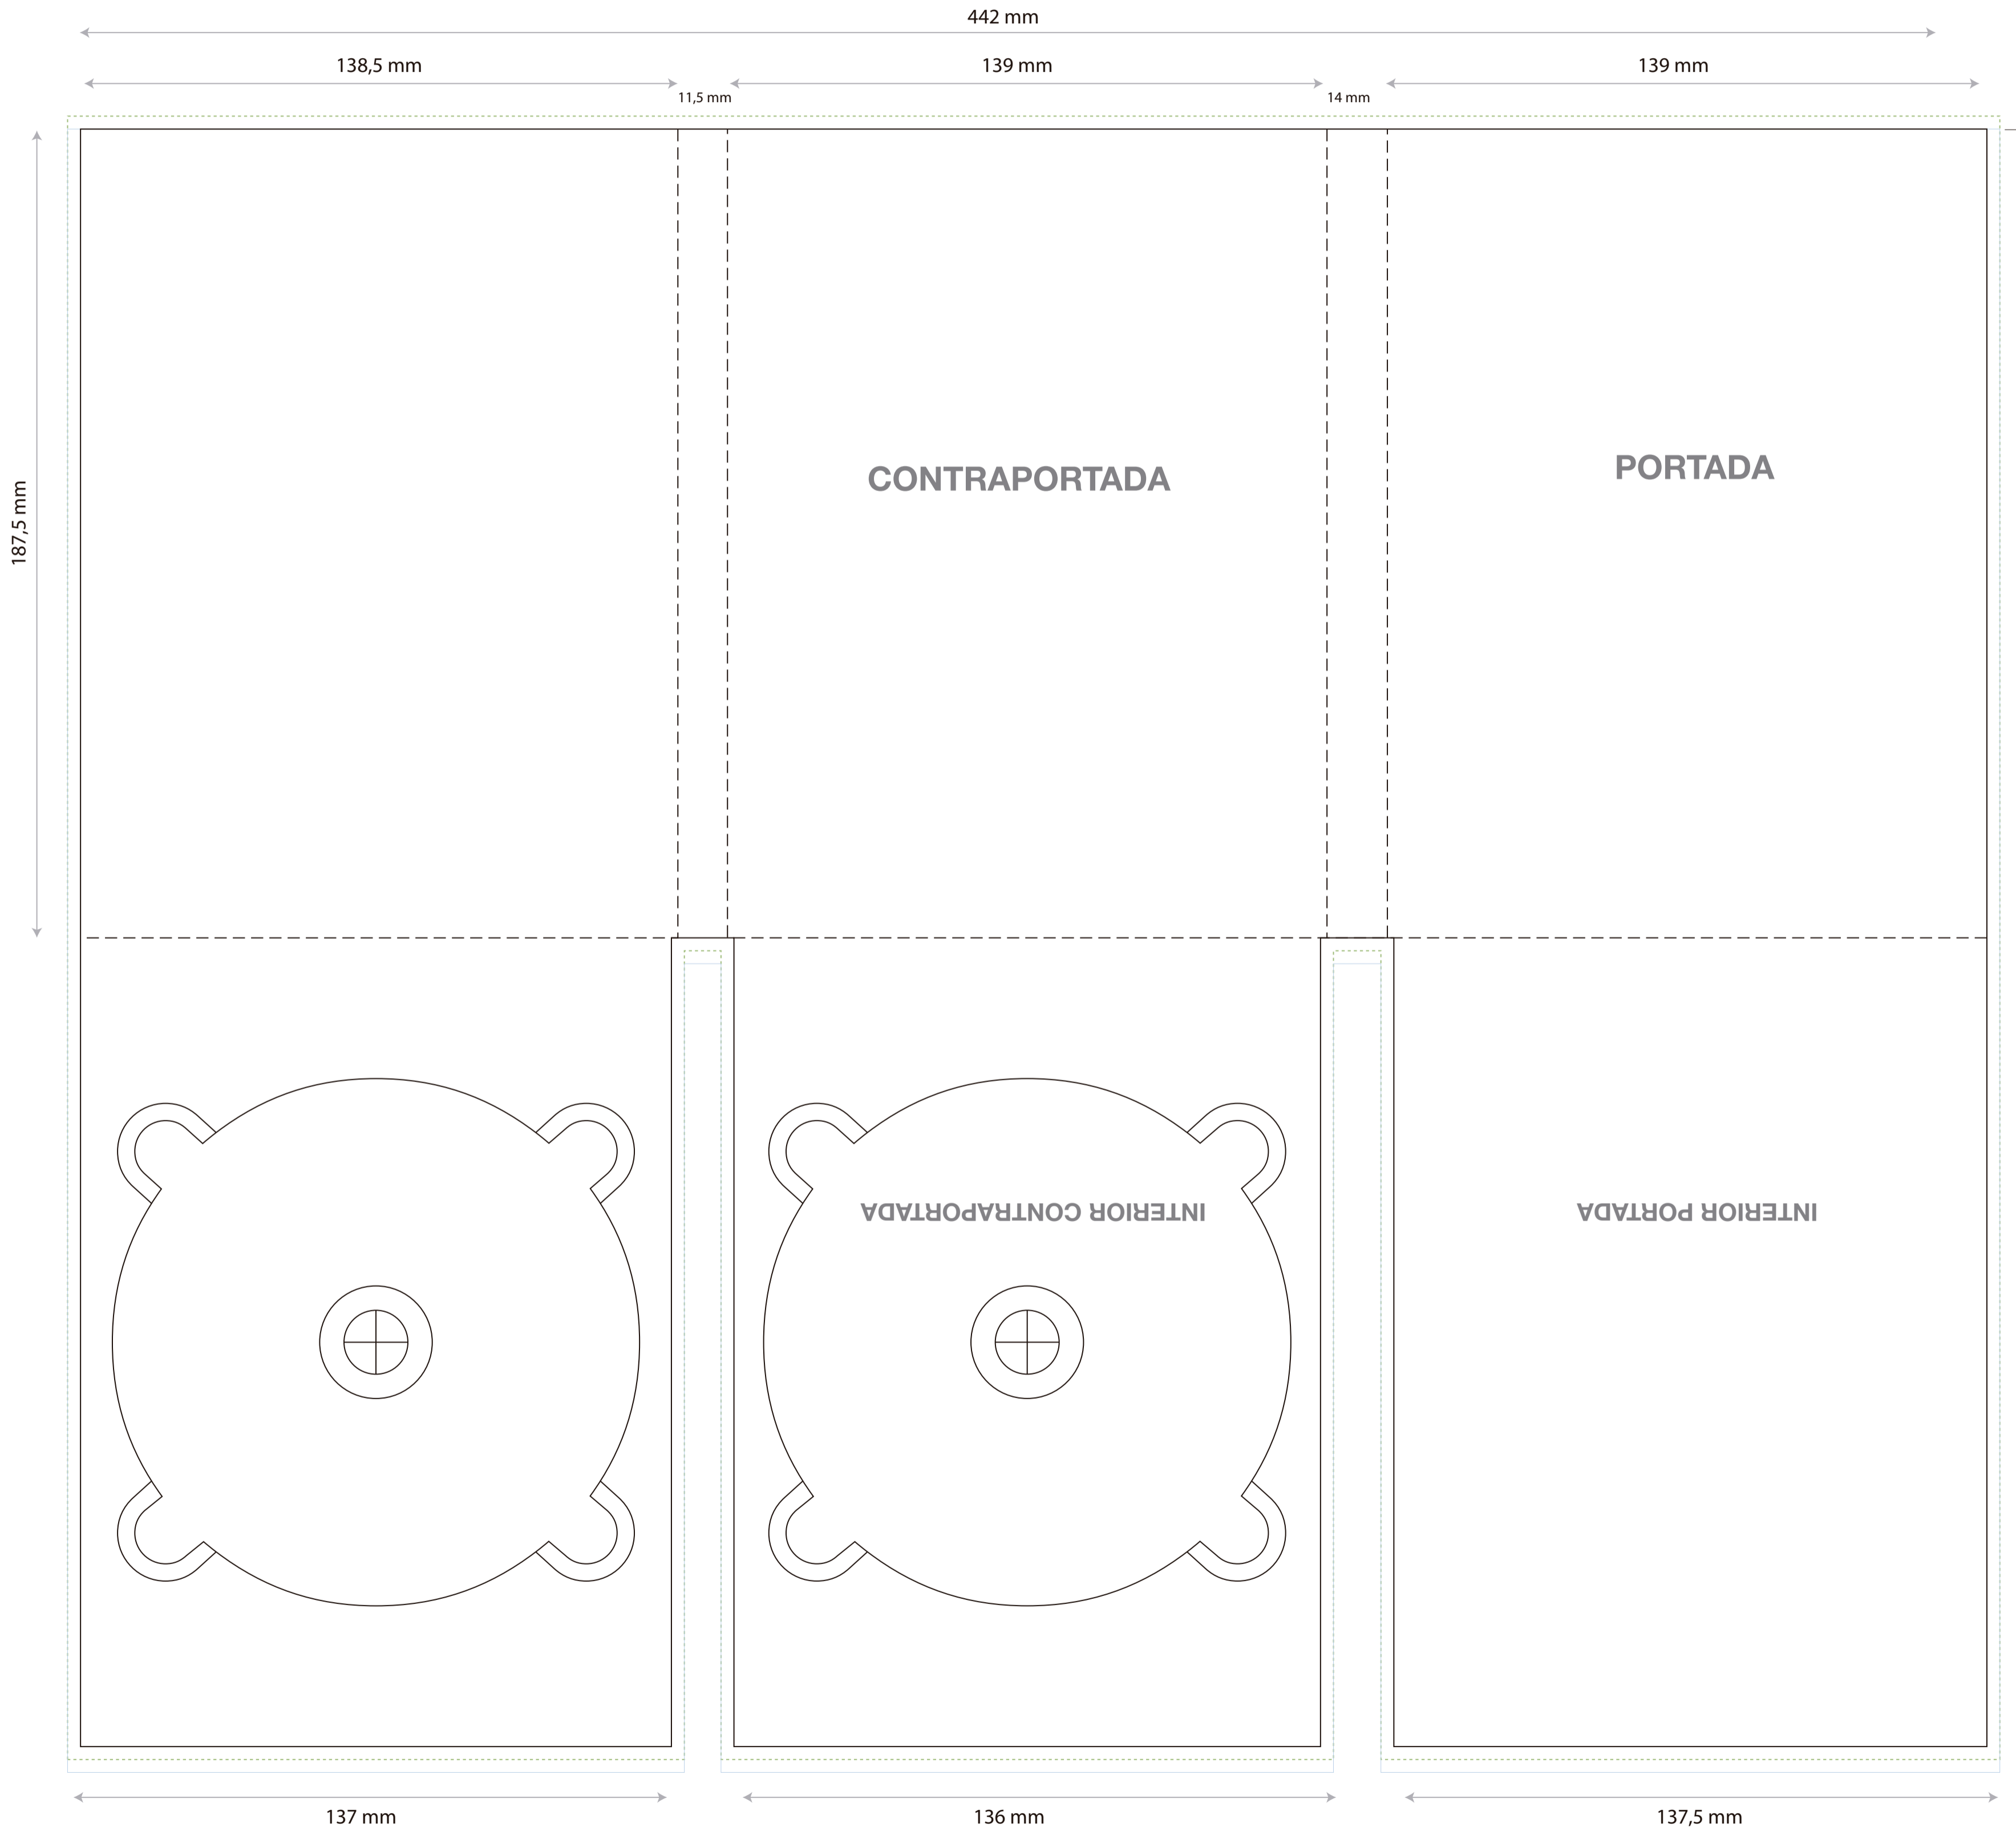 442 mm
138,5 mm
139 mm
139 mm
11,5 mm
14 mm
187,5 mm
CONTRAPORTADA
PORTADA
INTERIOR CONTRAPORTADA
INTERIOR PORTADA
137 mm
136 mm
137,5 mm